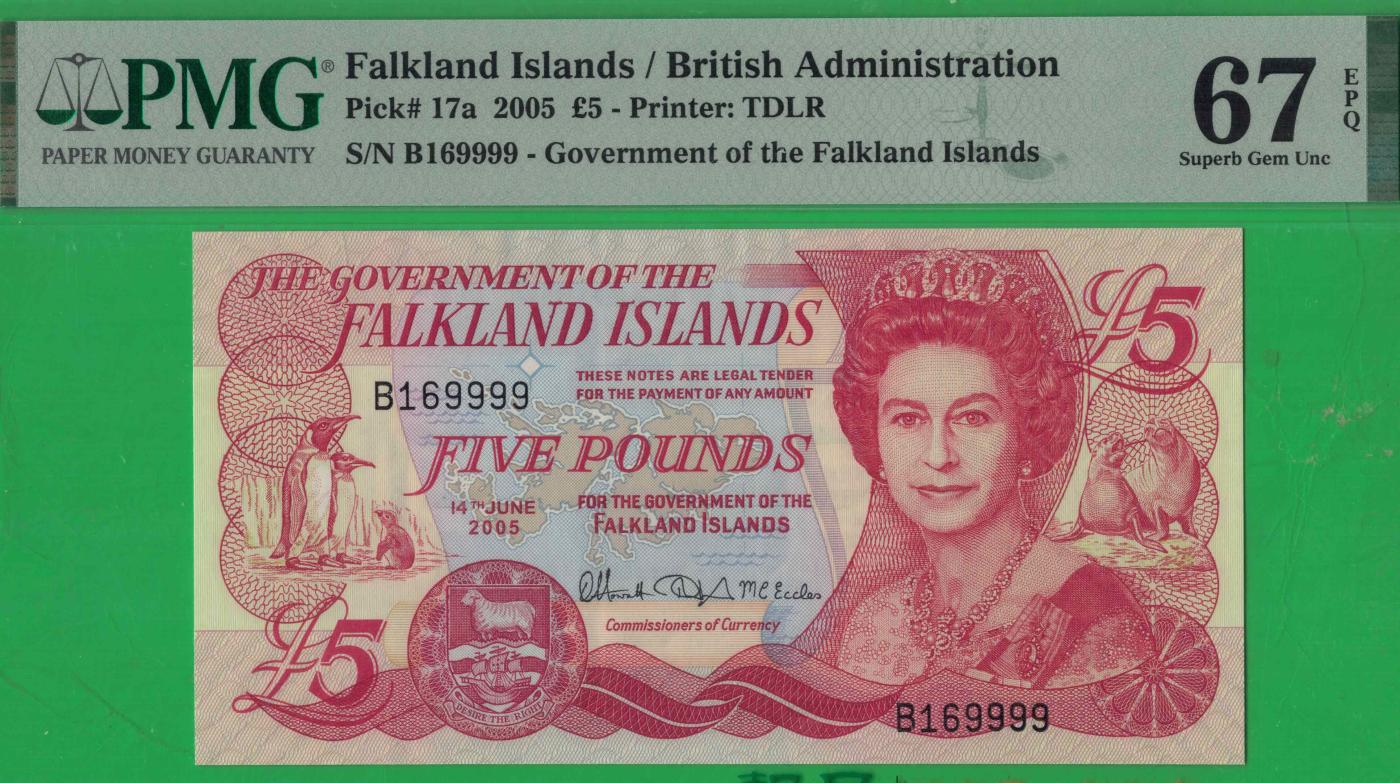 PMG® Falkland Islands / British Administration
Pick# 17a 2005 £5 - Printer: TDLR
PAPER MONEY GUARANTY S/N B169999 - Government of the Falkland Islands
67
EPQ
Superb Gem Unc
THE GOVERNMENT OF THE
FALKLAND ISLANDS
£5
B169999
THESE NOTES ARE LEGAL TENDER
FOR THE PAYMENT OF ANY AMOUNT
FIVE POUNDS
14TH JUNE
2005
FOR THE GOVERNMENT OF THE
FALKLAND ISLANDS
MC Eccles
Commissioners of Currency
£5
DESIRE THE RIGHT
B169999